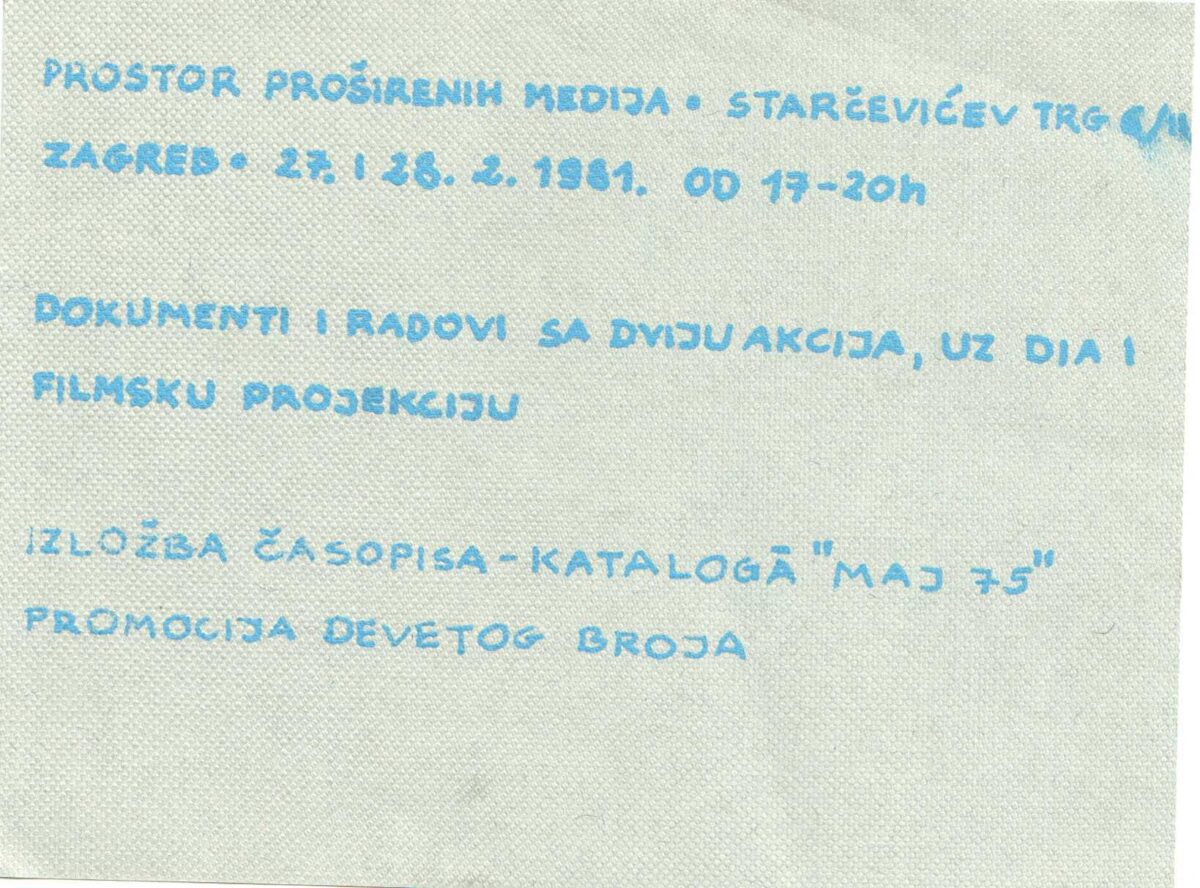 PROSTOR PROŠIRENIH MEDIJA • STARČEVIĆEV TRG
ZAGREB • 27. I 28. 2. 1981. OD 17-20h
DOKUMENTI I RADOVI SA DVIJU AKCIJA, UZ DIA I
FILMSKU PROJEKCIJU
IZLOŽBA ČASOPISA-KATALOGĀ "MAJ 75"
PROMOCIJA DEVETOG BROJA